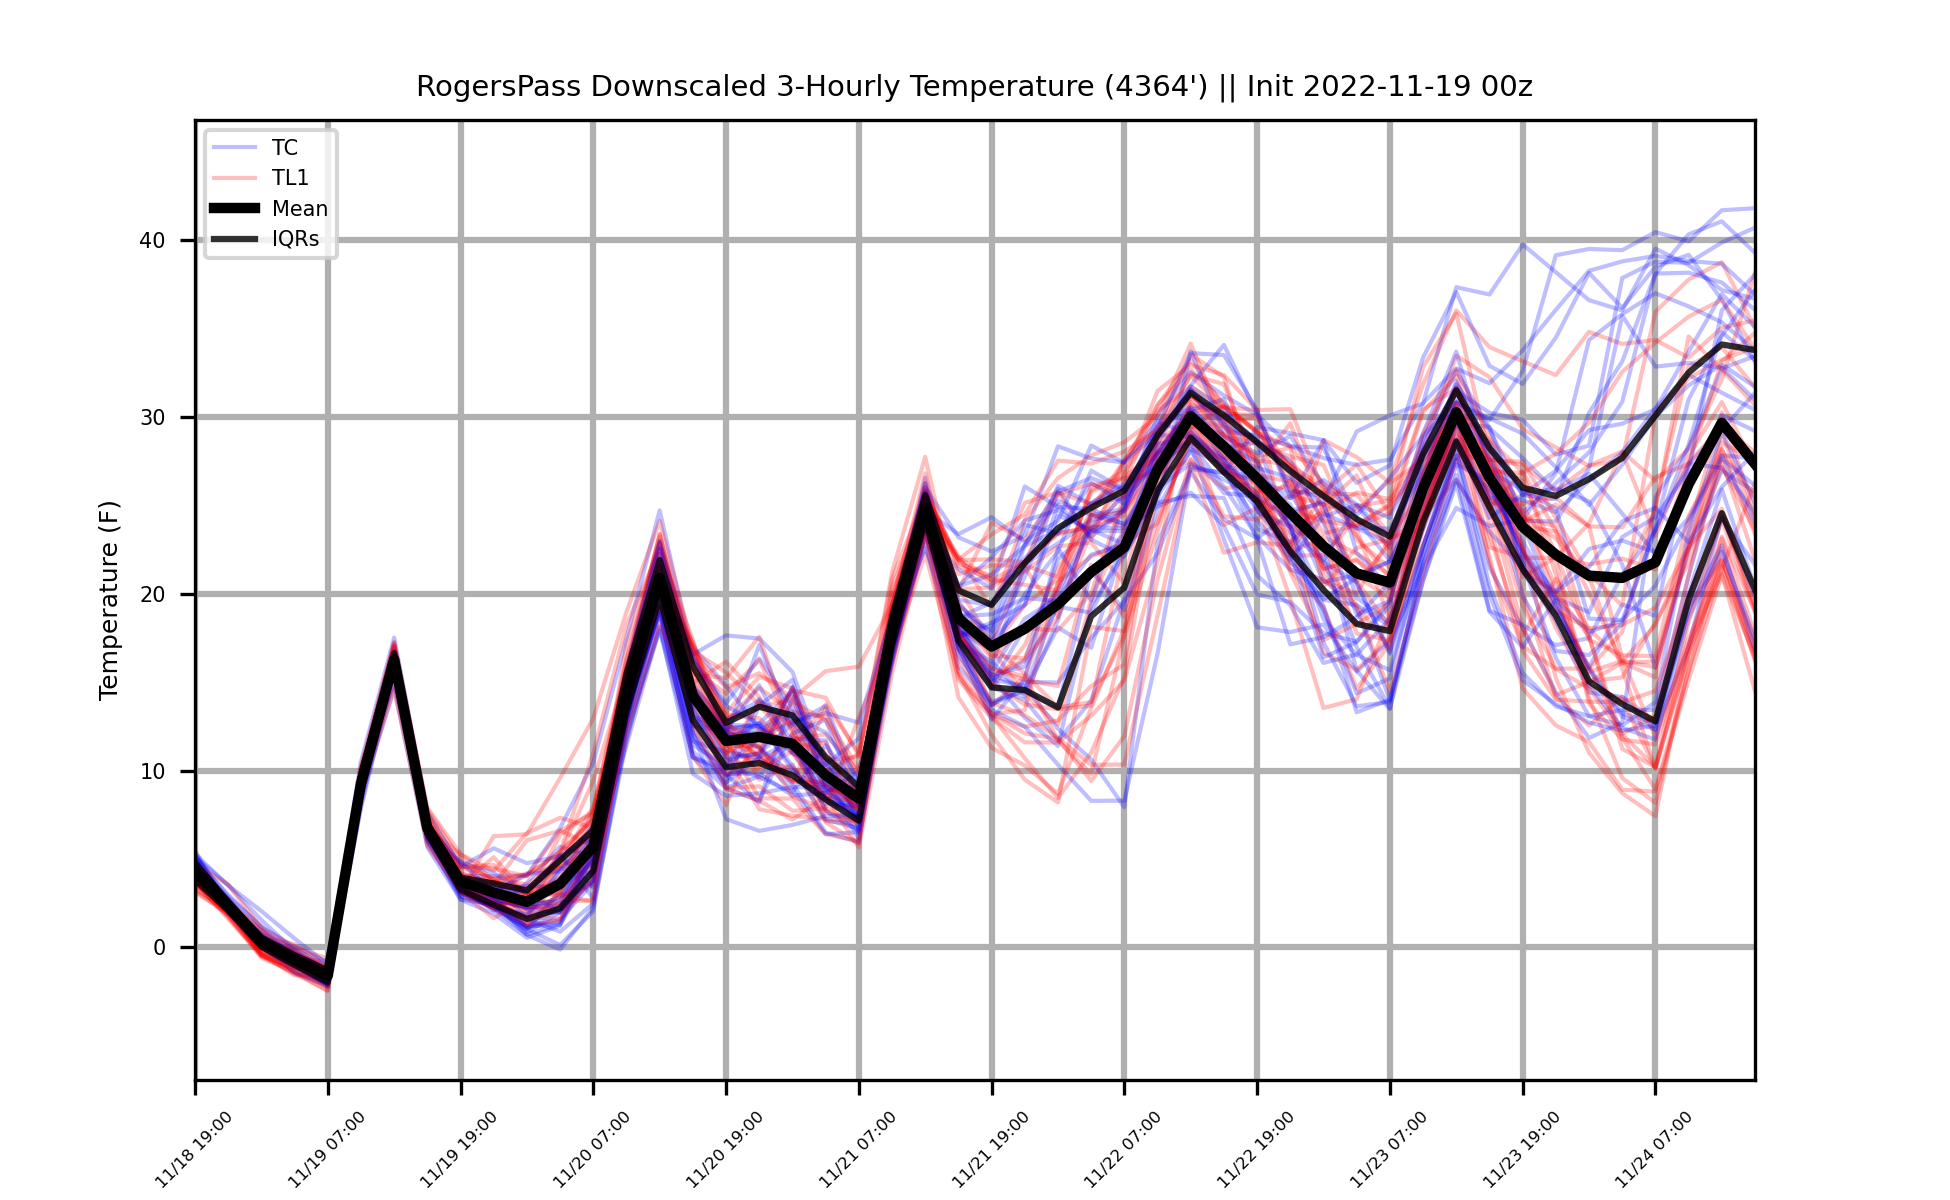 RogersPass Downscaled 3-Hourly Temperature (4364') || Init 2022-11-19 00z
TC
TL1
Mean
IQRs
Temperature (F)
40
30
20
10
0
11/18 19:00
11/19 07:00
11/19 19:00
11/20 07:00
11/20 19:00
11/21 07:00
11/21 19:00
11/22 07:00
11/22 19:00
11/23 07:00
11/23 19:00
11/24 07:00